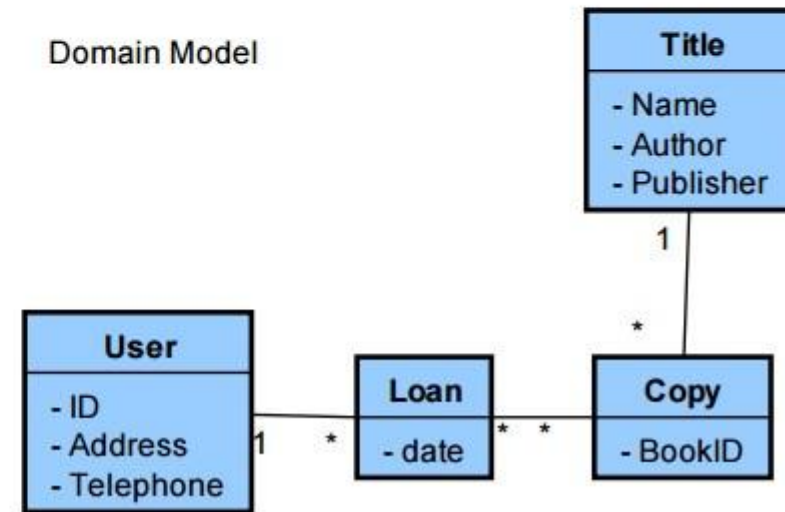 Domain Model
Title
- Name
- Author
- Publisher
1
*
User
- ID
- Address
- Telephone
1
*
Loan
- date
*
*
Copy
- BookID